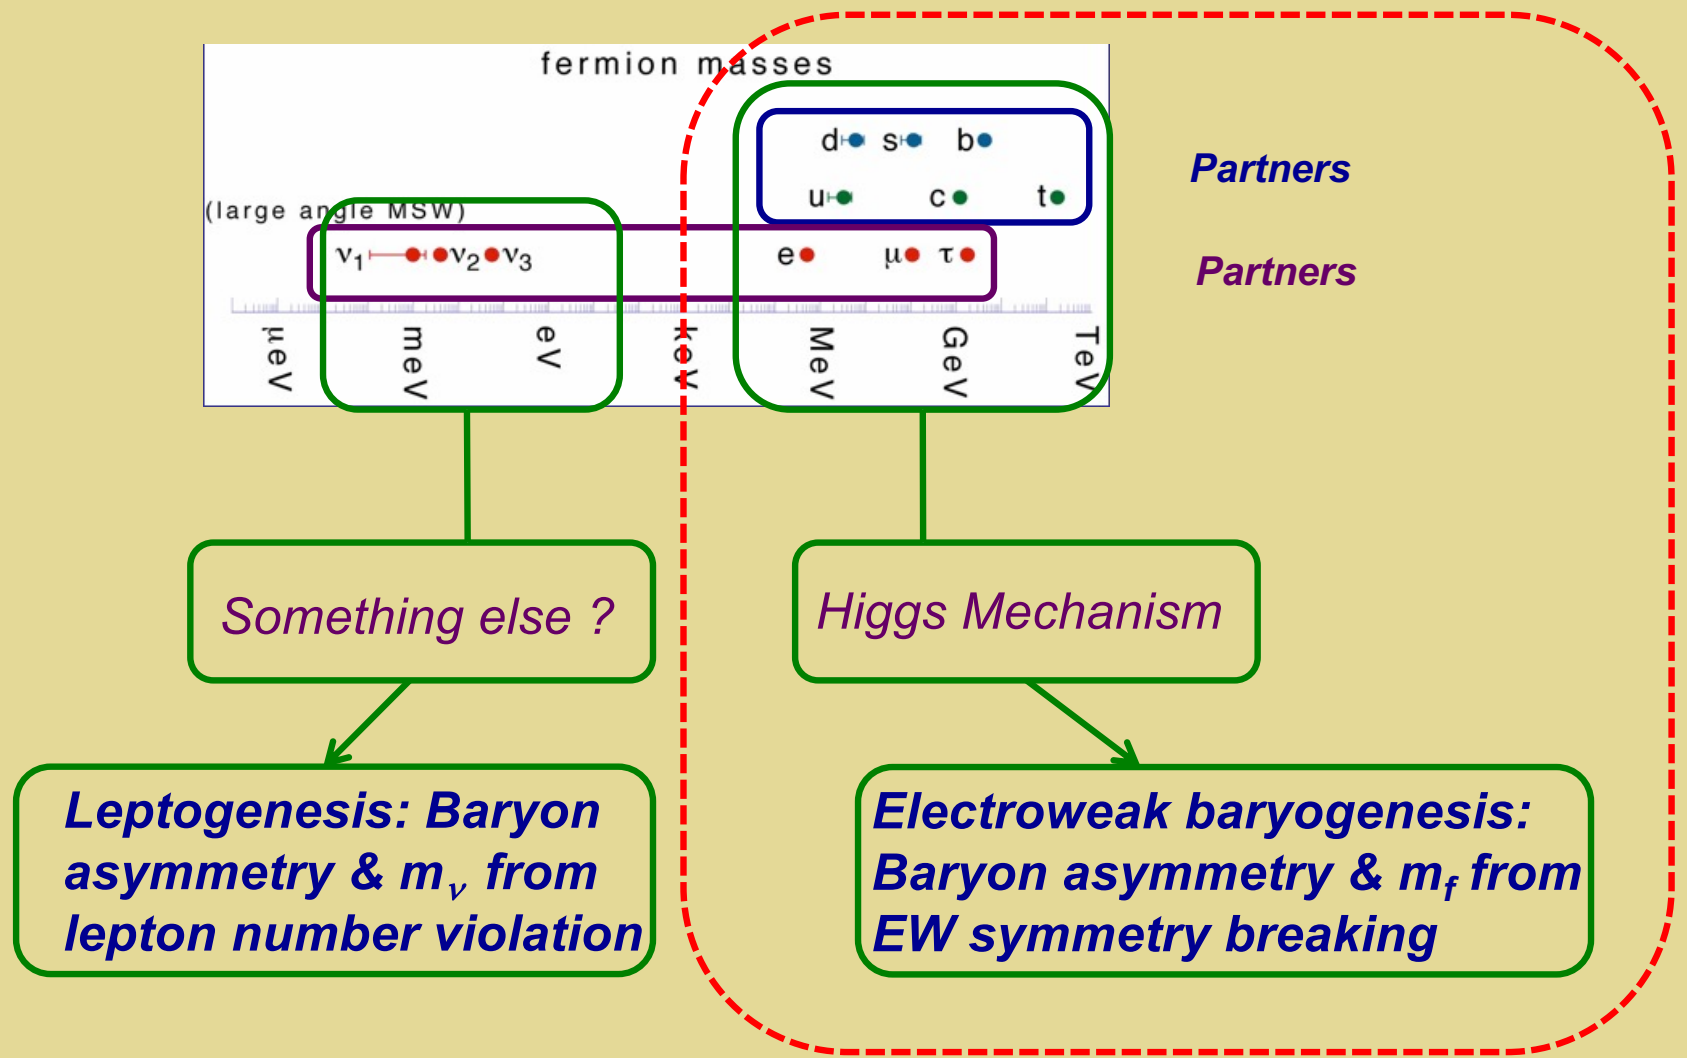 fermion masses
d s b
Partners
u c t
(large angle MSW)
ν₁ ν₂ ν₃ e μ τ
Partners
μeV meV eV keV MeV GeV TeV
Something else ?
Higgs Mechanism
Leptogenesis: Baryon
asymmetry & mν from
lepton number violation
Electroweak baryogenesis:
Baryon asymmetry & mf from
EW symmetry breaking